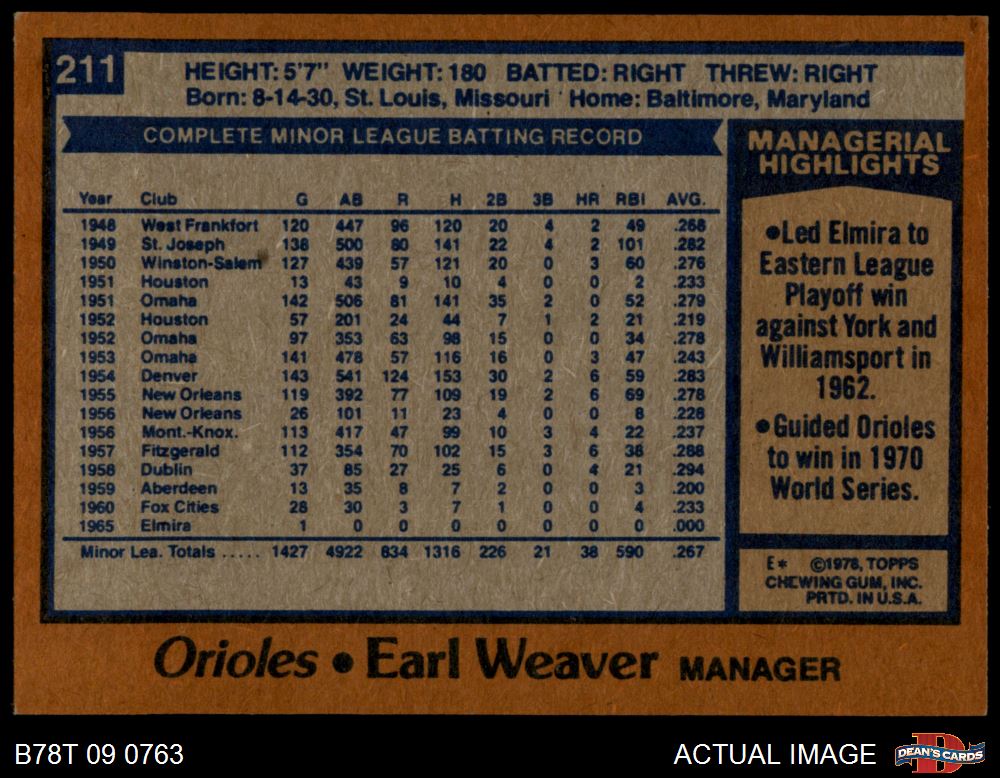 211
HEIGHT: 5'7" WEIGHT: 180 BATTED: RIGHT THREW: RIGHT
Born: 8-14-30, St. Louis, Missouri Home: Baltimore, Maryland
COMPLETE MINOR LEAGUE BATTING RECORD
Year Club G AB R H 2B 3B HR RBI AVG.
1948 West Frankfort 120 447 96 120 20 4 2 49 .268
1949 St. Joseph 138 500 80 141 22 4 2 101 .282
1950 Winston-Salem 127 439 57 121 20 0 3 60 .276
1951 Houston 13 43 9 10 4 0 0 2 .233
1951 Omaha 142 506 81 141 35 2 0 52 .279
1952 Houston 57 201 24 44 7 1 2 21 .219
1952 Omaha 97 353 63 98 15 0 0 34 .278
1953 Omaha 141 478 57 116 16 0 3 47 .243
1954 Denver 143 541 124 153 30 2 6 59 .283
1955 New Orleans 119 392 77 109 19 2 6 69 .278
1956 New Orleans 26 101 11 23 4 0 0 8 .228
1956 Mont.-Knox. 113 417 47 99 10 3 4 22 .237
1957 Fitzgerald 112 354 70 102 15 3 6 38 .288
1958 Dublin 37 85 27 25 6 0 4 21 .294
1959 Aberdeen 13 35 8 7 2 0 0 3 .200
1960 Fox Cities 28 30 3 7 1 0 0 4 .233
1965 Elmira 1 0 0 0 0 0 0 0 .000
Minor Lea. Totals ..... 1427 4922 834 1316 226 21 38 590 .267
MANAGERIAL
HIGHLIGHTS
•Led Elmira to
Eastern League
Playoff win
against York and
Williamsport in
1962.
•Guided Orioles
to win in 1970
World Series.
E* ©1978, TOPPS
CHEWING GUM, INC.
PRTD. IN U.S.A.
Orioles • Earl Weaver MANAGER
B78T 09 0763
ACTUAL IMAGE
D
DEAN'S CARDS